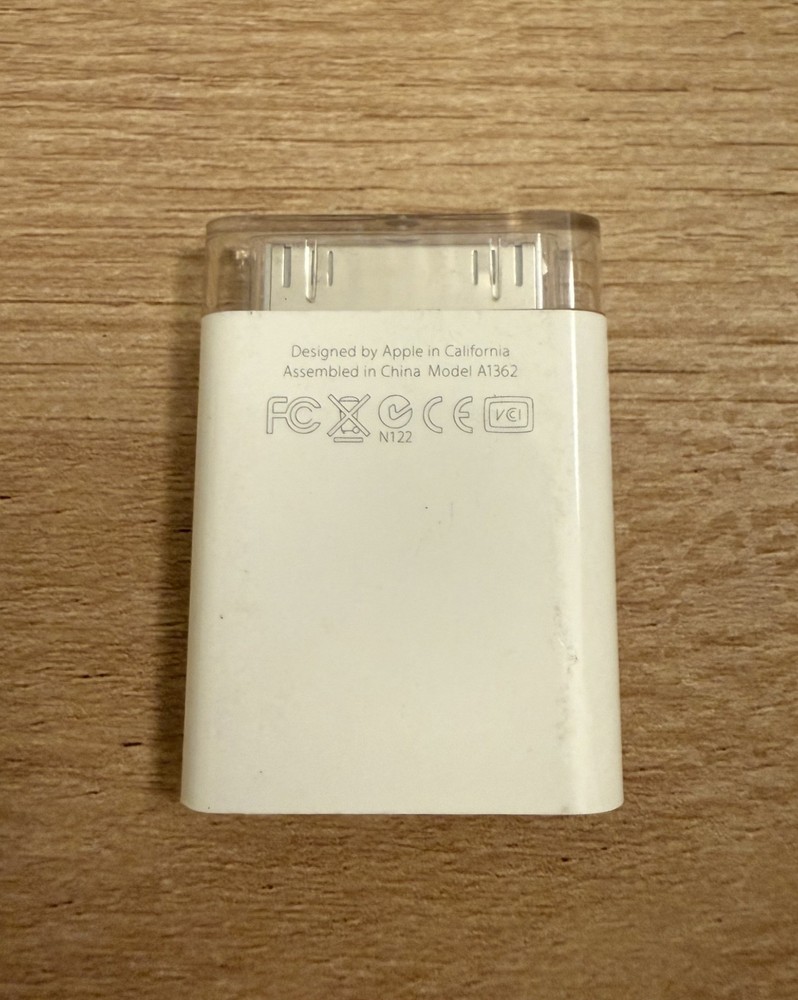 Designed by Apple in California
Assembled in China Model A1362
FC CE VCI
N122